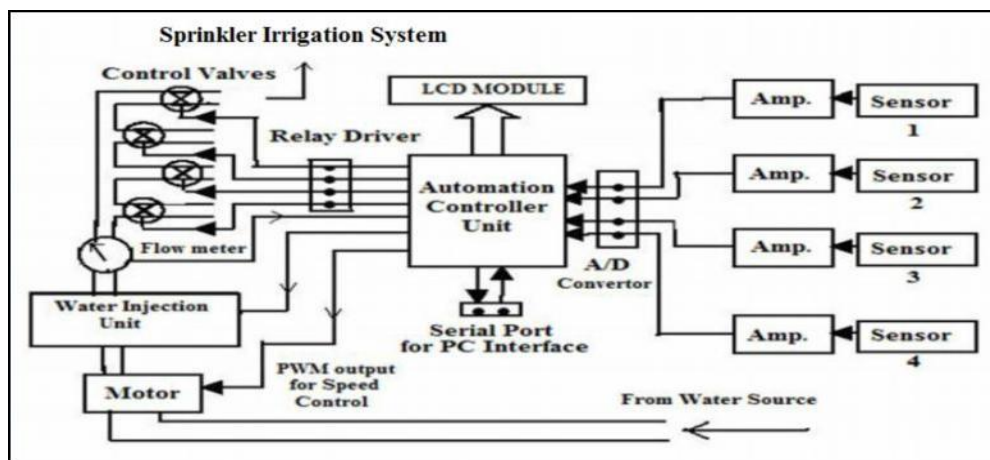 Sprinkler Irrigation System
Control Valves
LCD MODULE
Relay Driver
Amp.
Sensor
1
Automation
Controller
Unit
Amp.
Sensor
2
Flow meter
A/D
Convertor
Amp.
Sensor
3
Water Injection
Unit
Serial Port
for PC Interface
Amp.
Sensor
4
Motor
PWM output
for Speed
Control
From Water Source